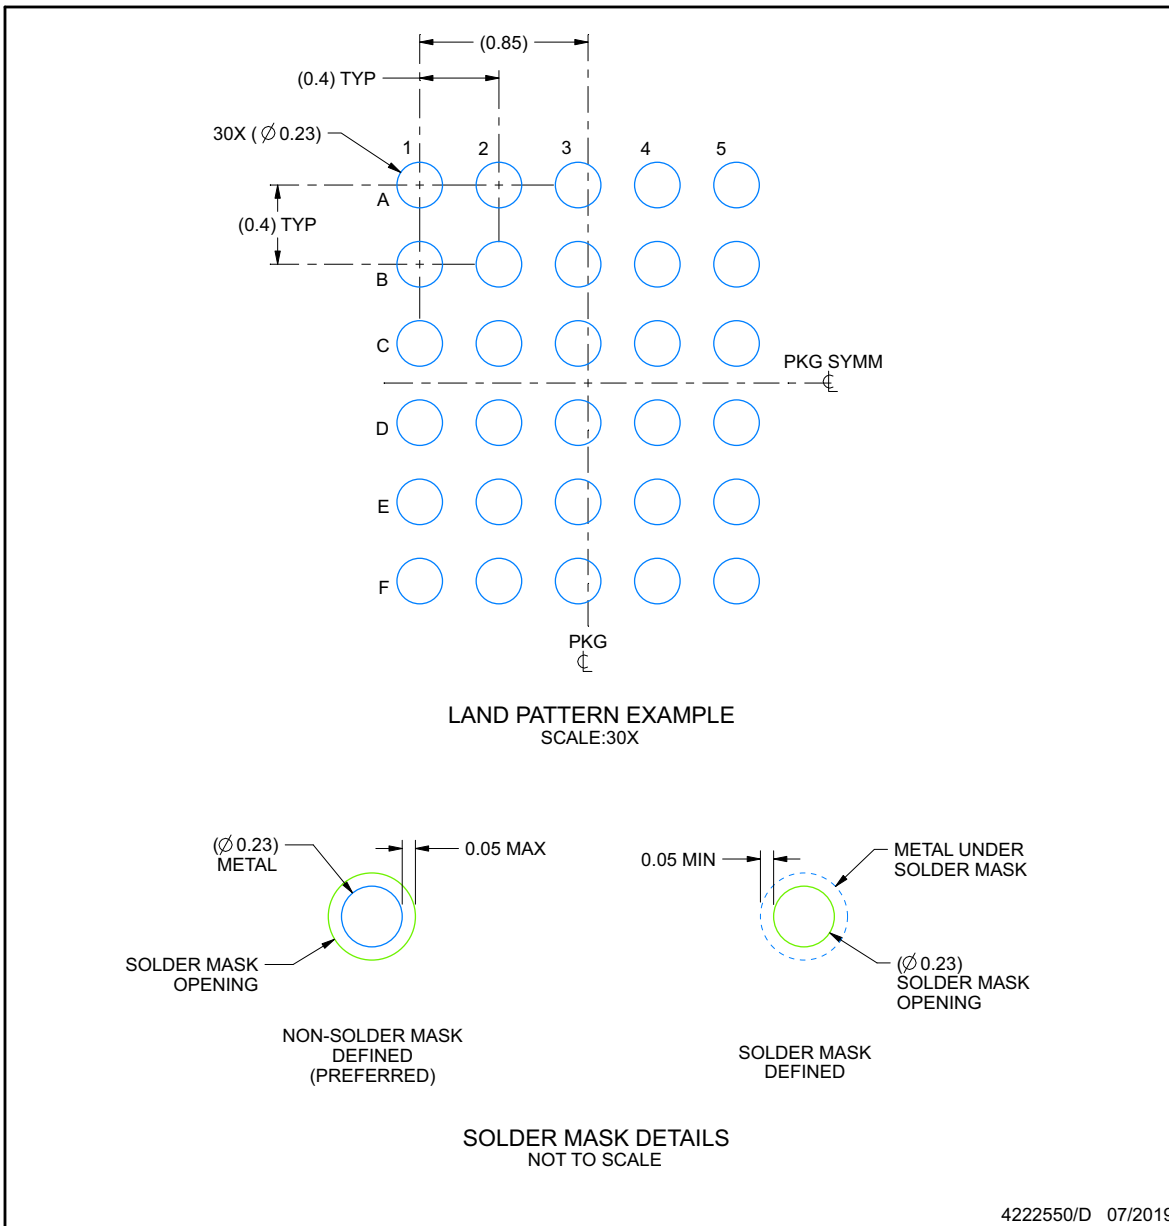 (0.85)
(0.4) TYP
30X (∅0.23)
1 2 3 4 5
A
(0.4) TYP
B
C
PKG SYMM
℄
D
E
F
PKG
℄
LAND PATTERN EXAMPLE
SCALE:30X
(∅0.23)
METAL
0.05 MAX
SOLDER MASK
OPENING
NON-SOLDER MASK
DEFINED
(PREFERRED)
0.05 MIN
METAL UNDER
SOLDER MASK
(∅0.23)
SOLDER MASK
OPENING
SOLDER MASK
DEFINED
SOLDER MASK DETAILS
NOT TO SCALE
4222550/D 07/2019